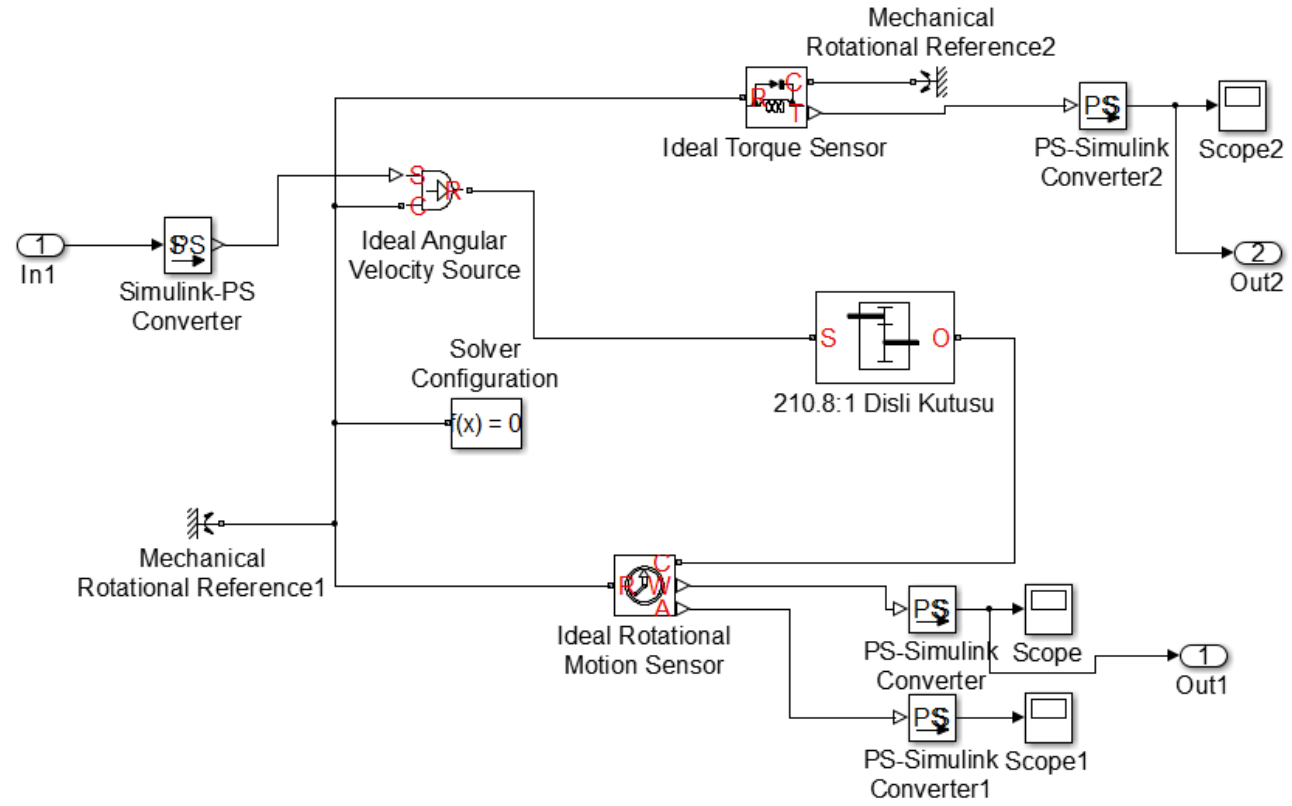 Mechanical
Rotational Reference2
R
C
T
Ideal Torque Sensor
PS S
PS-Simulink
Converter2
Scope2
S
C
R
Ideal Angular
Velocity Source
1
In1
S PS
Simulink-PS
Converter
2
Out2
Solver
Configuration
f(x) = 0
S
O
210.8:1 Disli Kutusu
Mechanical
Rotational Reference1
R
C
W
A
Ideal Rotational
Motion Sensor
PS S
PS-Simulink
Converter
Scope
1
Out1
PS S
PS-Simulink
Converter1
Scope1